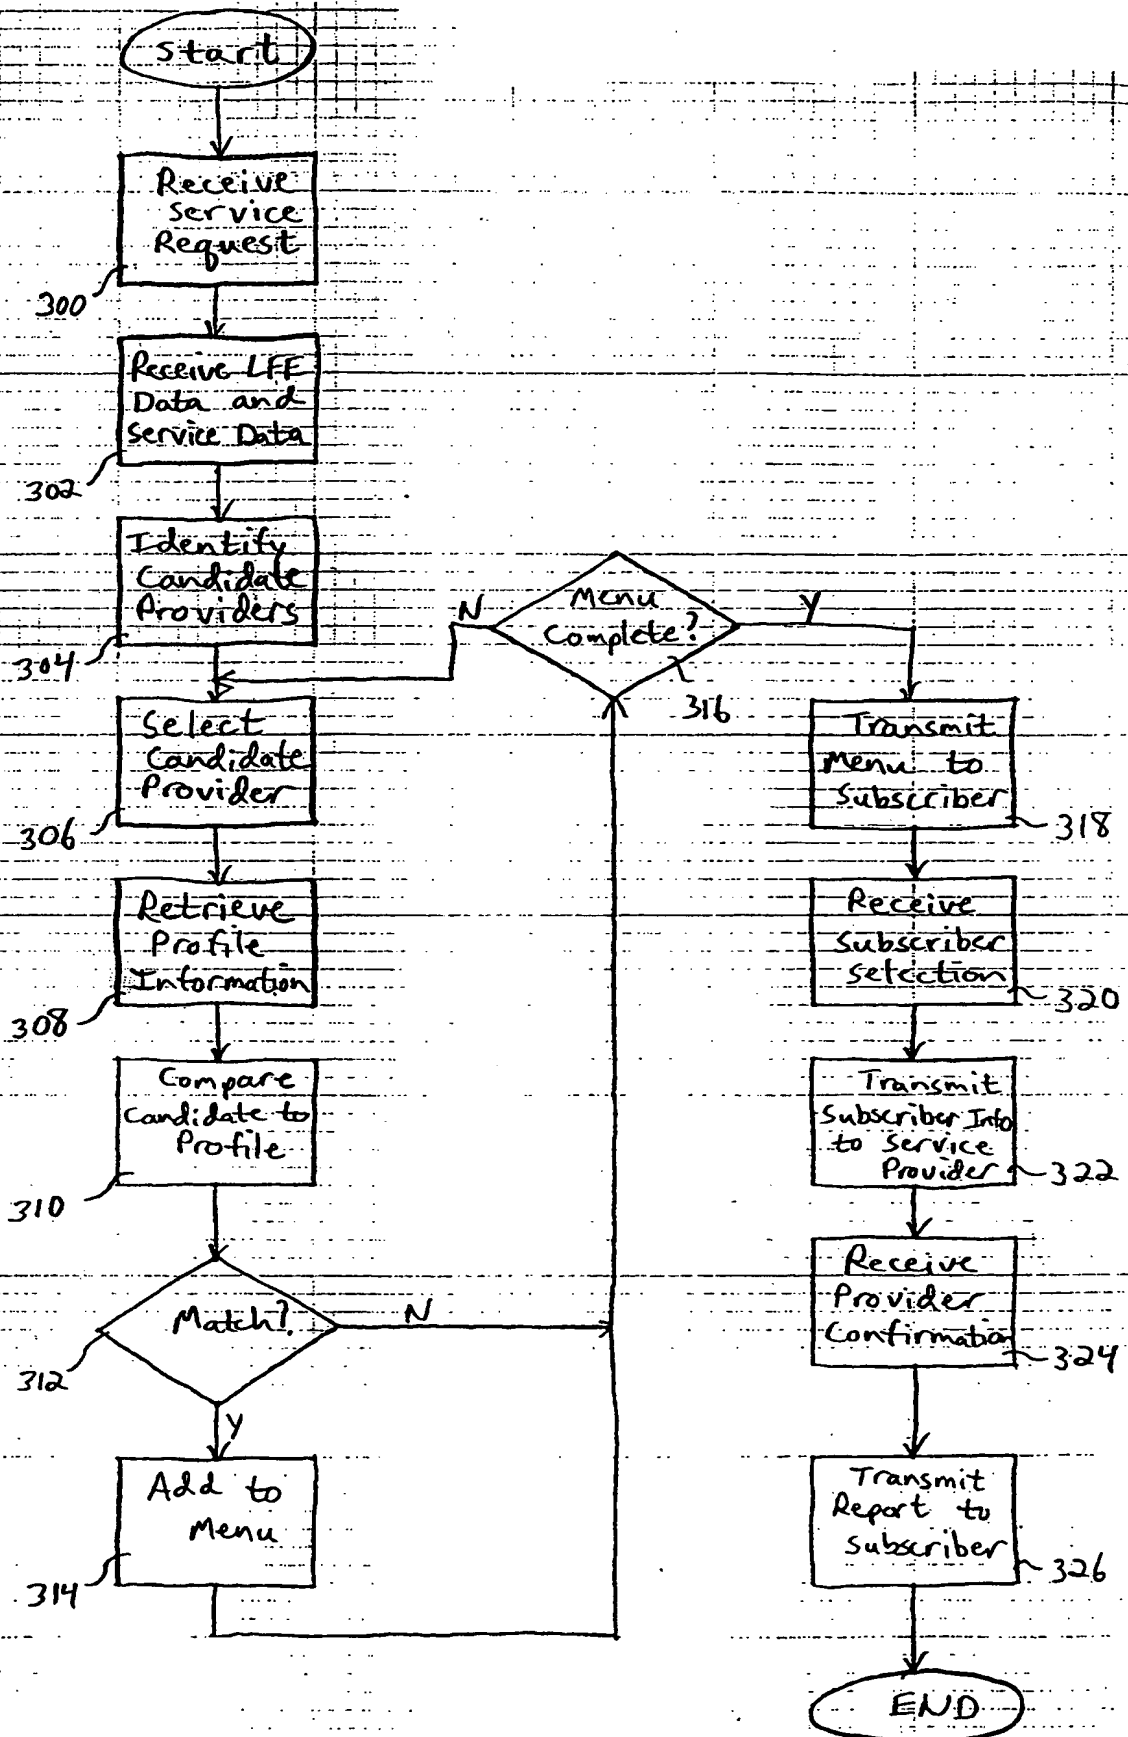 Start
Receive
Service
Request
300
Receive LFE
Data and
Service Data
302
Identify
Candidate
Providers
304
Select
Candidate
Provider
306
Retrieve
Profile
Information
308
Compare
Candidate to
Profile
310
Match?
N
312
Y
Add to
Menu
314
N
Menu
Complete?
Y
316
Transmit
Menu to
Subscriber
318
Receive
Subscriber
Selection
320
Transmit
Subscriber Info
to Service
Provider
322
Receive
Provider
Confirmation
324
Transmit
Report to
Subscriber
326
END